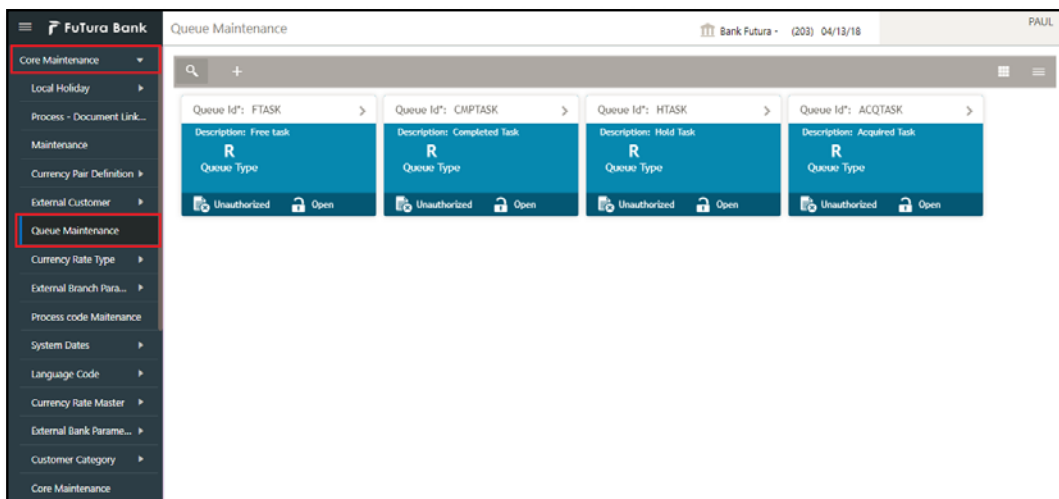 FuTura Bank
Queue Maintenance
Bank Futura - (203) 04/13/18
PAUL
Core Maintenance
Local Holiday
Process - Document Link...
Maintenance
Currency Pair Definition
External Customer
Queue Maintenance
Currency Rate Type
External Branch Para...
Process code Maitenance
System Dates
Language Code
Currency Rate Master
External Bank Parame...
Customer Category
Core Maintenance
Queue Id*: FTASK
Description: Free task
R
Queue Type
Unauthorized Open
Queue Id*: CMPTASK
Description: Completed Task
R
Queue Type
Unauthorized Open
Queue Id*: HTASK
Description: Hold Task
R
Queue Type
Unauthorized Open
Queue Id*: ACQTASK
Description: Acquired Task
R
Queue Type
Unauthorized Open